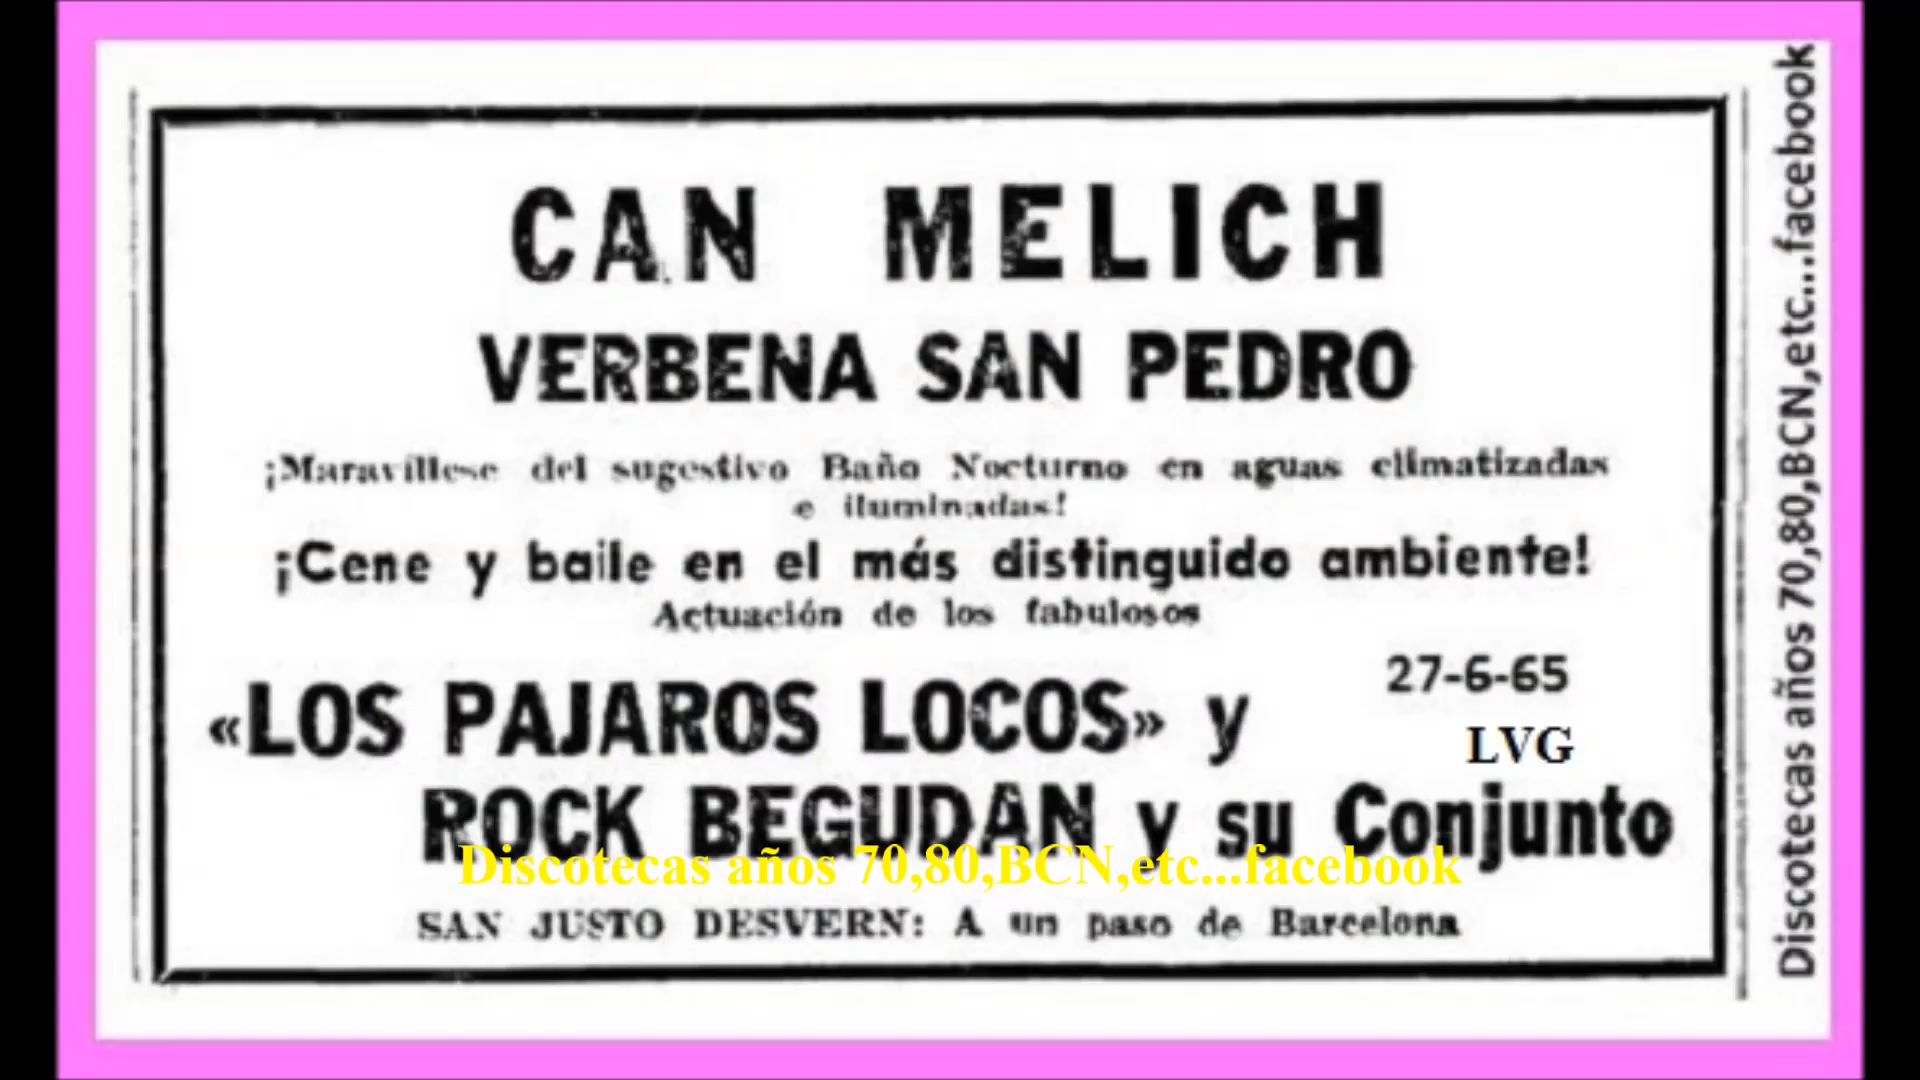 CAN MELICH
VERBENA SAN PEDRO
¡Maravíllese del sugestivo Baño Nocturno en aguas climatizadas
e iluminadas!
¡Cene y baile en el más distinguido ambiente!
Actuación de los fabulosos
«LOS PAJAROS LOCOS» y
27-6-65
LVG
ROCK BEGUDAN y su Conjunto
Discotecas años 70,80,BCN,etc...facebook
SAN JUSTO DESVERN: A un paso de Barcelona
Discotecas años 70,80,BCN,etc...facebook